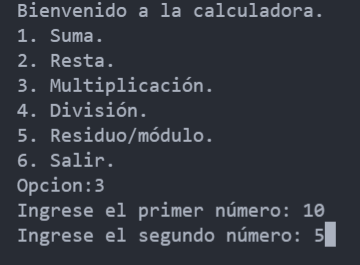 Bienvenido a la calculadora.
1. Suma.
2. Resta.
3. Multiplicación.
4. División.
5. Residuo/módulo.
6. Salir.
Opcion:3
Ingrese el primer número: 10
Ingrese el segundo número: 5